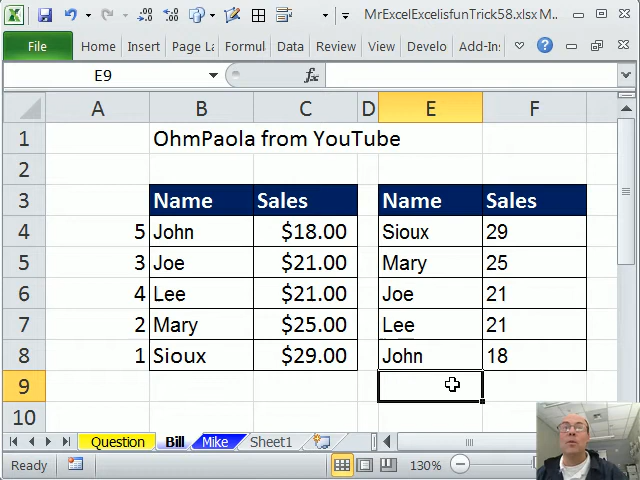 MrExcelExcelisfunTrick58.xlsx M...
File Home Insert Page La Formul Data Review View Develo Add-Ins
E9 fx
A B C D E F
1 OhmPaola from YouTube
2
3 Name Sales Name Sales
4 5 John $18.00 Sioux 29
5 3 Joe $21.00 Mary 25
6 4 Lee $21.00 Joe 21
7 2 Mary $25.00 Lee 21
8 1 Sioux $29.00 John 18
9
10
Question Bill Mike Sheet1
Ready 130%